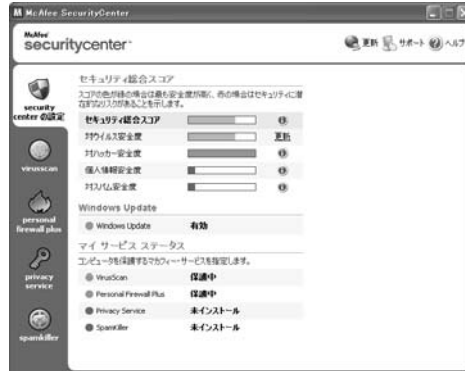 McAfee SecurityCenter
McAfee
securitycenter
更新 サポート ヘルプ
security center の設定
virusscan
personal firewall plus
privacy service
spamkiller
セキュリティ総合スコア
スコアの色が緑の場合は最も安全度が高く、赤の場合はセキュリティに潜
在的なリスクがあることを示します。
セキュリティ総合スコア
対ウイルス安全度 更新
対ハッカー安全度
個人情報安全度
対スパム安全度
Windows Update
Windows Update 有効
マイ サービス ステータス
コンピュータを保護するマカフィー・サービスを指定します。
VirusScan 保護中
Personal Firewall Plus 保護中
Privacy Service 未インストール
SpamKiller 未インストール